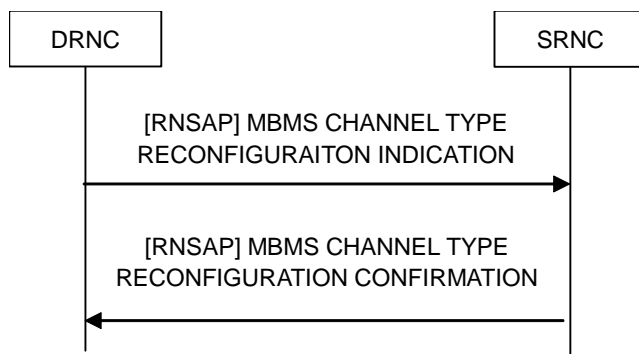 DRNC
SRNC
[RNSAP] MBMS CHANNEL TYPE
RECONFIGURAITON INDICATION
[RNSAP] MBMS CHANNEL TYPE
RECONFIGURATION CONFIRMATION